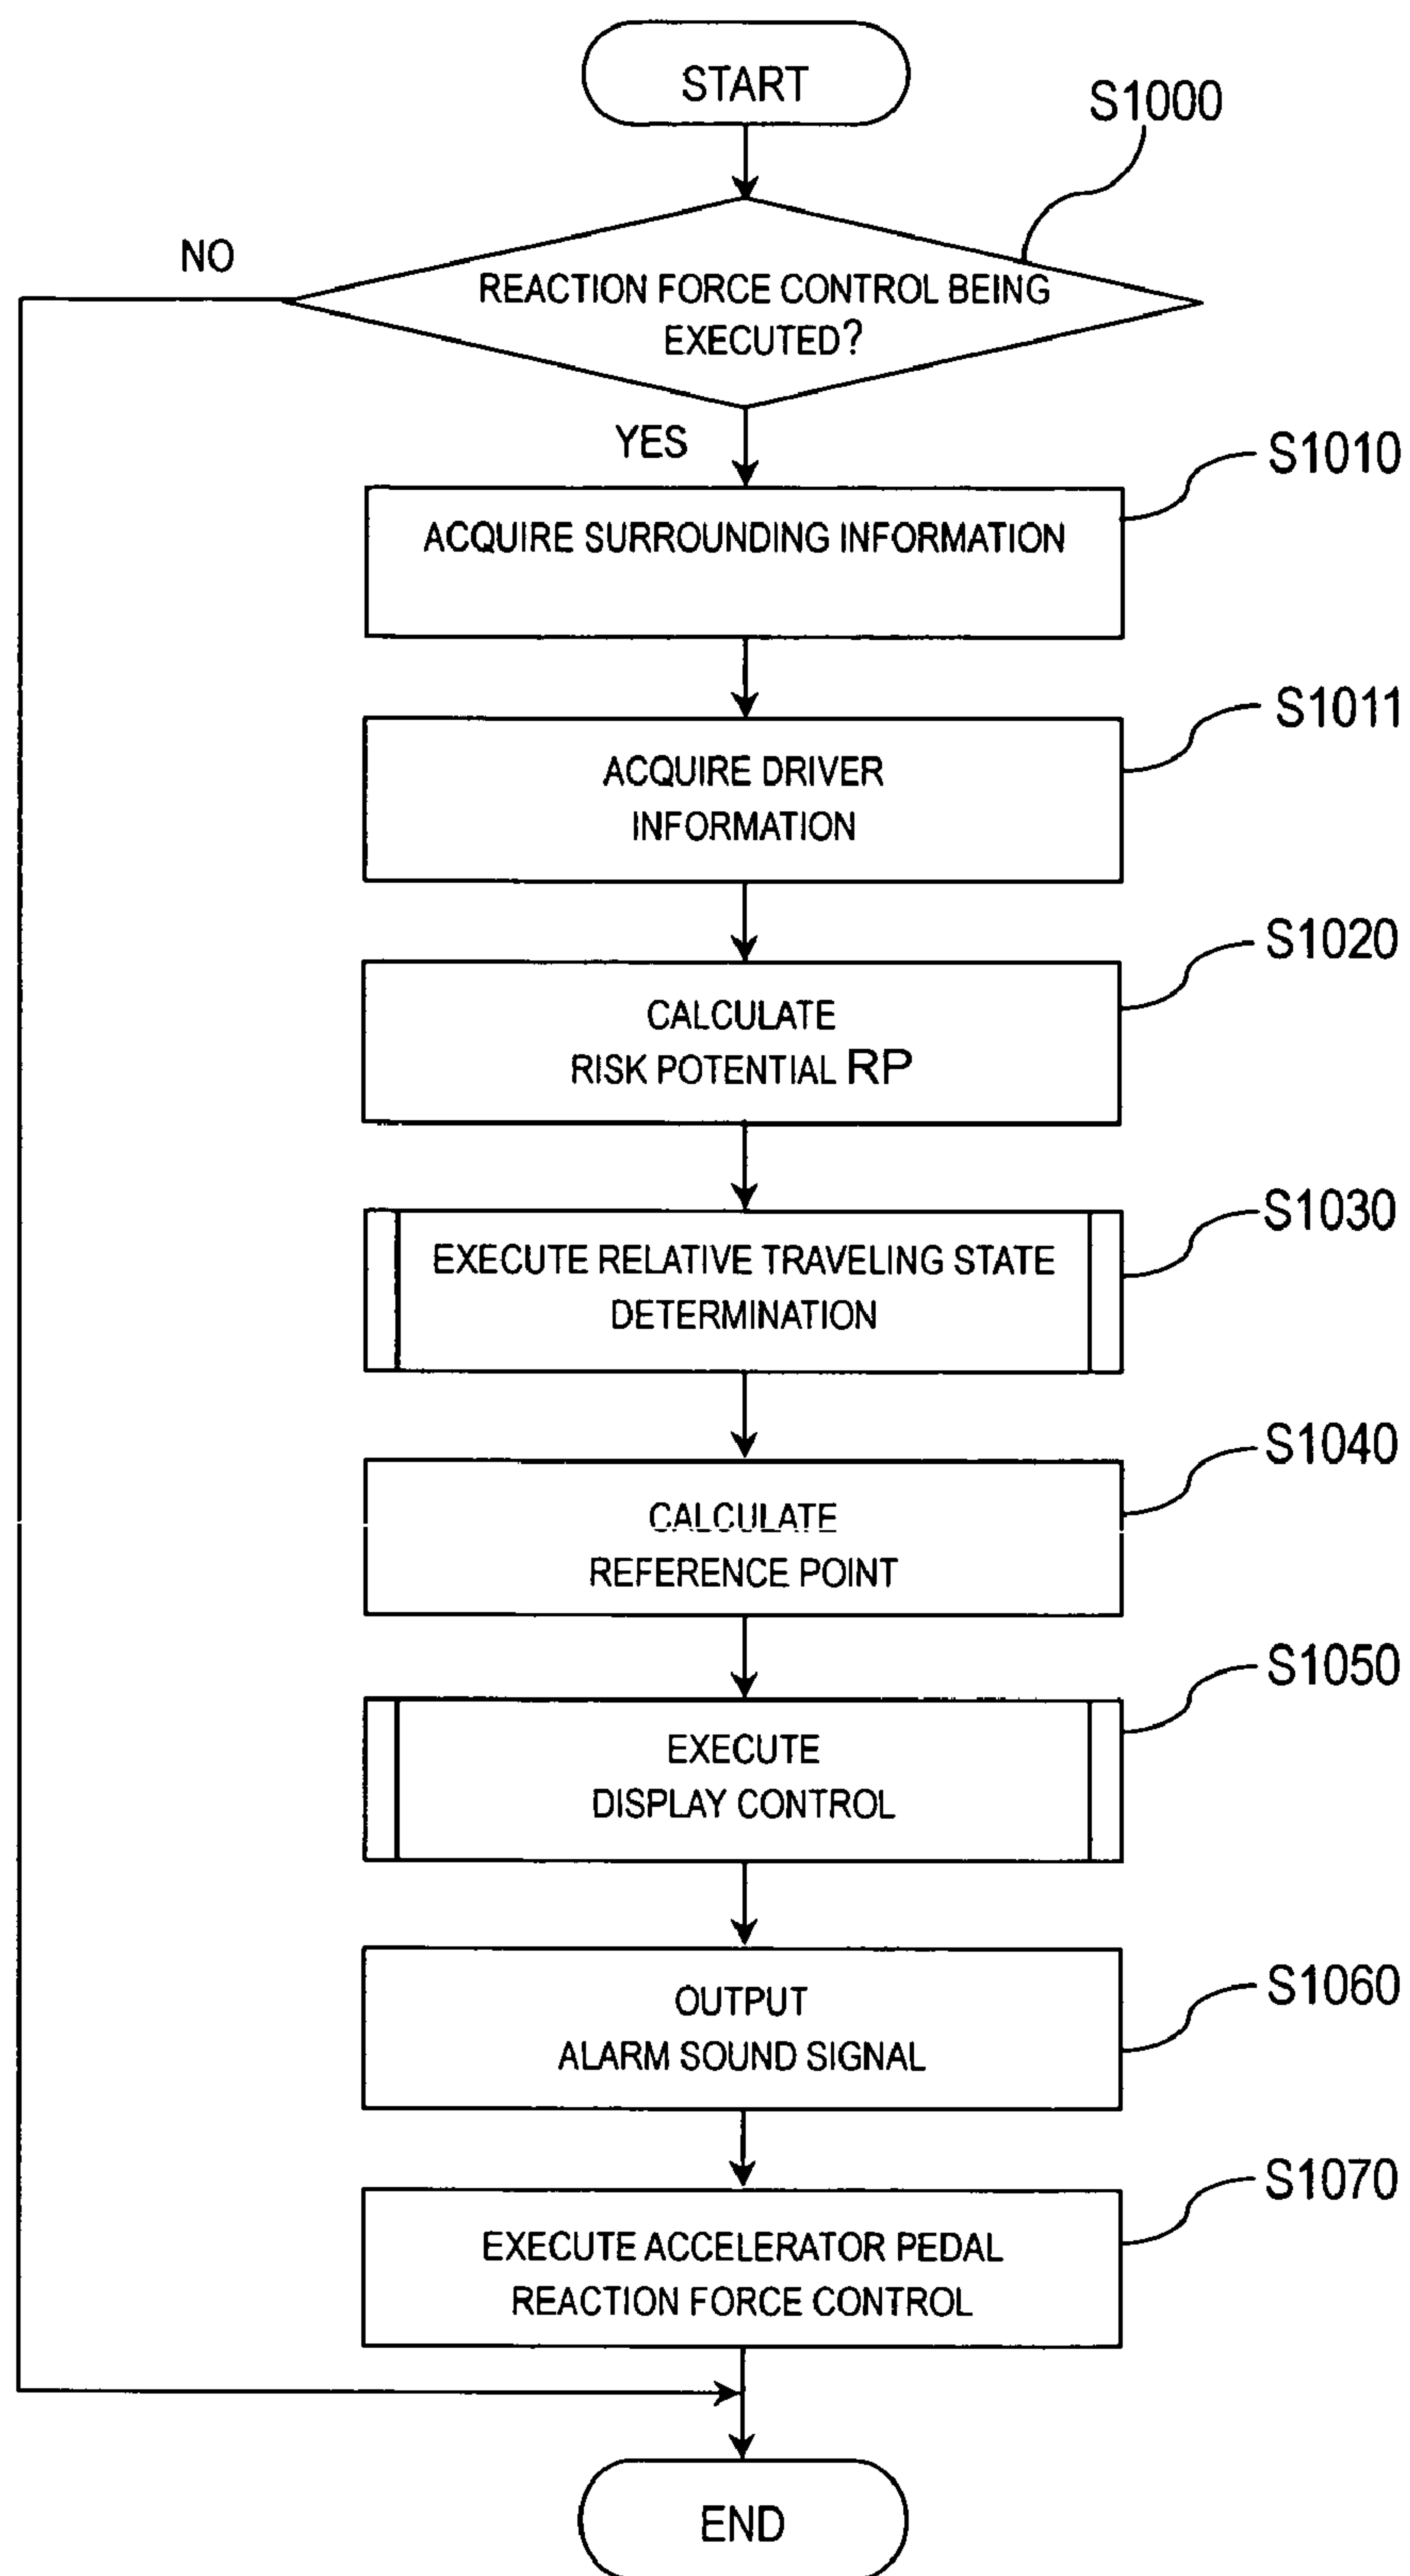 START
S1000
NO
REACTION FORCE CONTROL BEING
EXECUTED?
YES
S1010
ACQUIRE SURROUNDING INFORMATION
S1011
ACQUIRE DRIVER
INFORMATION
S1020
CALCULATE
RISK POTENTIAL RP
S1030
EXECUTE RELATIVE TRAVELING STATE
DETERMINATION
S1040
CALCULATE
REFERENCE POINT
S1050
EXECUTE
DISPLAY CONTROL
S1060
OUTPUT
ALARM SOUND SIGNAL
S1070
EXECUTE ACCELERATOR PEDAL
REACTION FORCE CONTROL
END